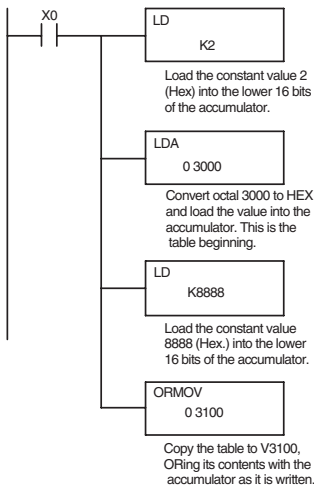 X0
LD
K2
Load the constant value 2
(Hex) into the lower 16 bits
of the accumulator.
LDA
0 3000
Convert octal 3000 to HEX
and load the value into the
accumulator. This is the
table beginning.
LD
K8888
Load the constant value
8888 (Hex.) into the lower
16 bits of the accumulator.
ORMOV
0 3100
Copy the table to V3100,
ORing its contents with the
accumulator as it is written.